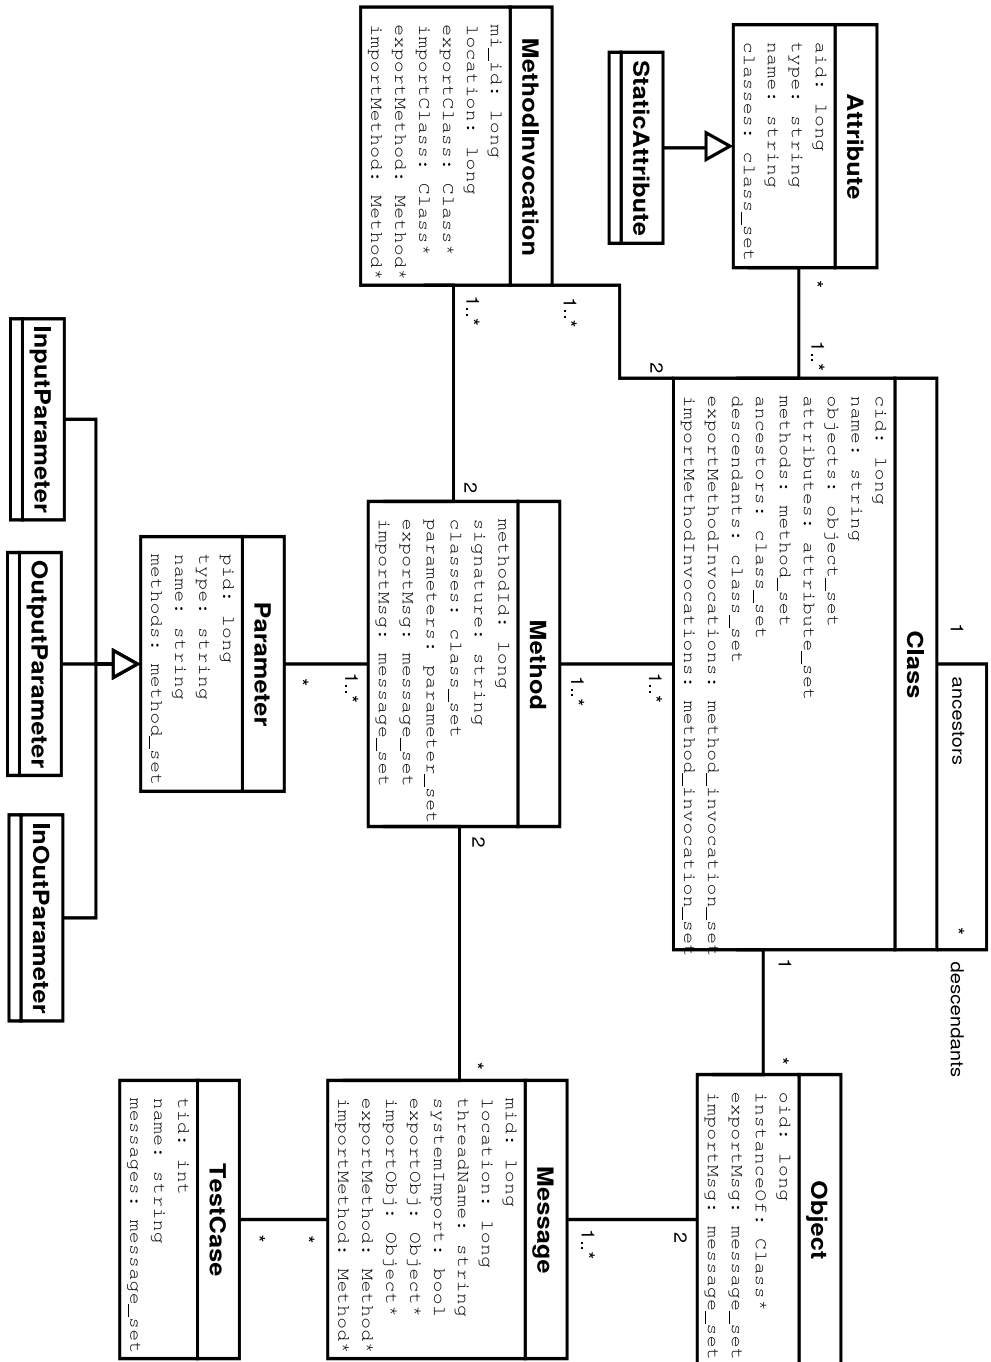 1
ancestors
*
descendants
Attribute
aid: long
type: string
name: string
classes: class_set
*
1..*
Class
cid: long
name: string
objects: object_set
attributes: attribute_set
methods: method_set
ancestors: class_set
descendants: class_set
exportMethodInvocations: method_invocation_set
importMethodInvocations: method_invocation_set
1
*
Object
oid: long
instanceOf: Class*
exportMsg: message_set
importMsg: message_set
StaticAttribute
2
1..*
1..*
1..*
2
1..*
MethodInvocation
mi_id: long
location: long
exportClass: Class*
importClass: Class*
exportMethod: Method*
importMethod: Method*
1..*
2
Method
methodId: long
signature: string
classes: class_set
parameters: parameter_set
exportMsg: message_set
importMsg: message_set
2
*
Message
mid: long
location: long
threadName: string
systemImport: bool
exportObj: Object*
importObj: Object*
exportMethod: Method*
importMethod: Method*
1..*
*
*
*
Parameter
pid: long
type: string
name: string
methods: method_set
TestCase
tid: int
name: string
messages: message_set
InputParameter
OutputParameter
InOutParameter